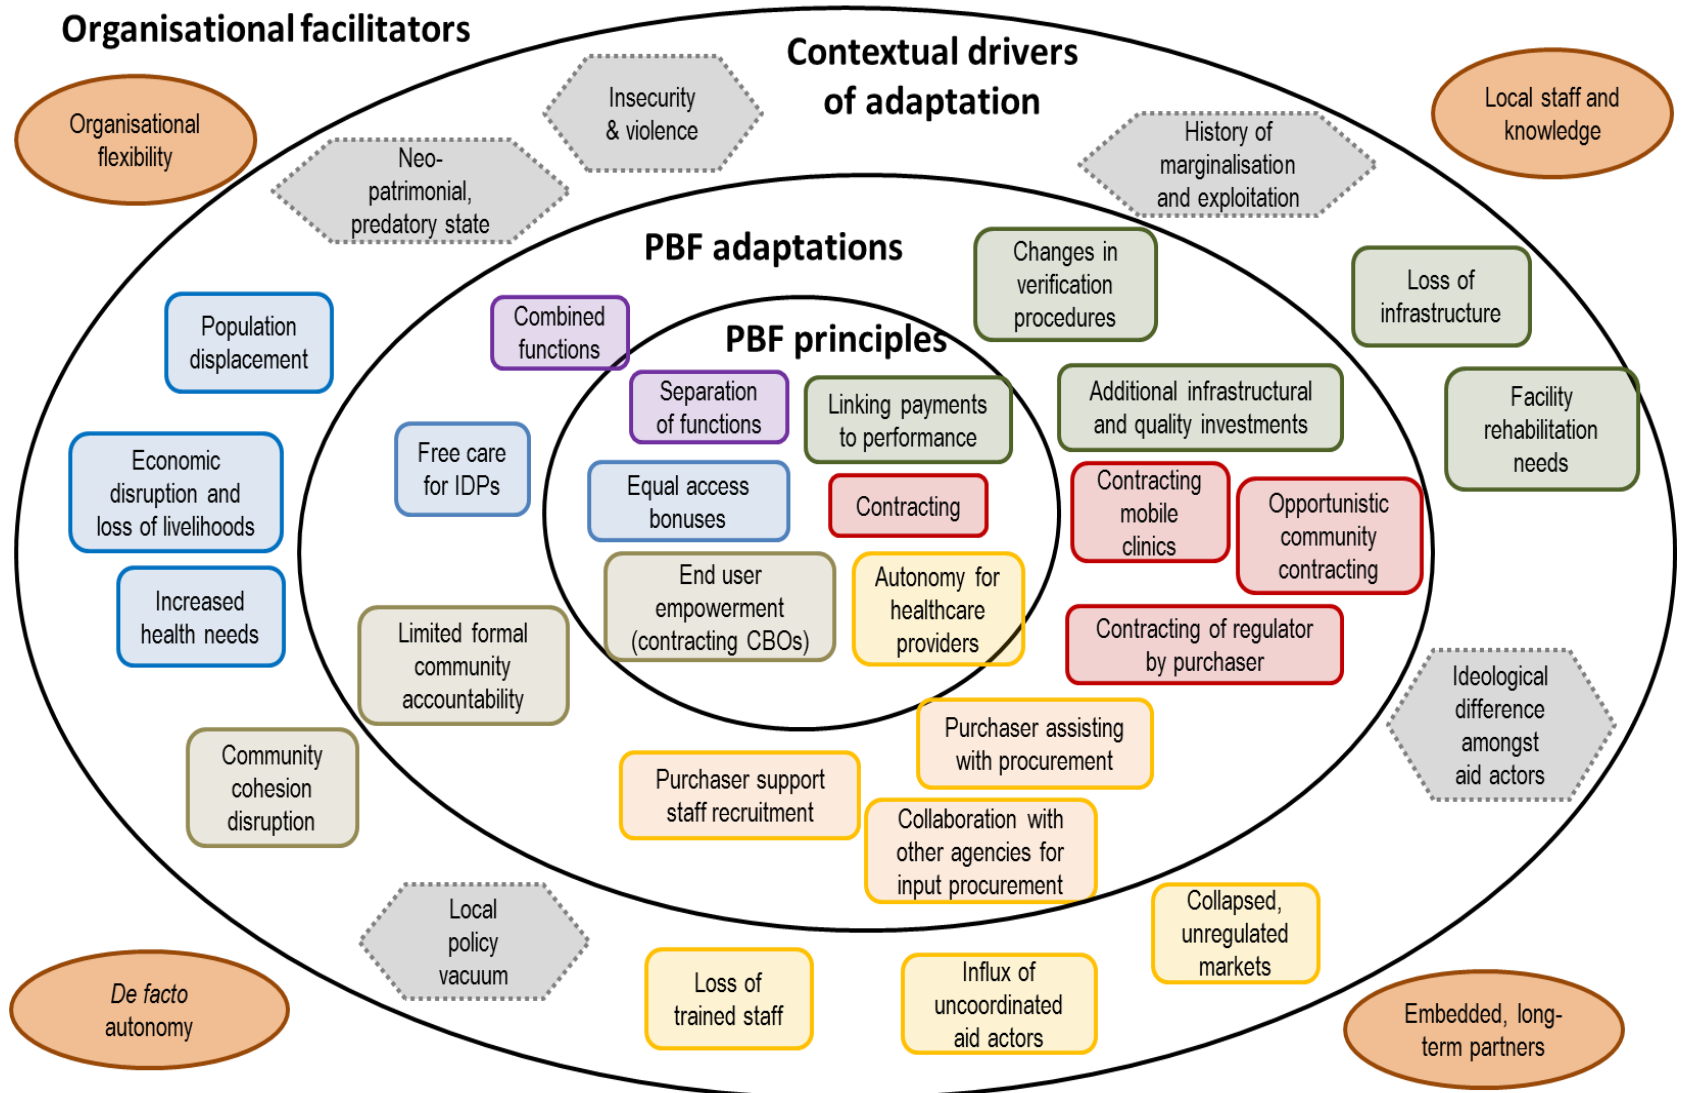 Organisational facilitators
Contextual drivers
of adaptation
Organisational
flexibility
Insecurity
& violence
Local staff and
knowledge
Neo-
patrimonial,
predatory state
History of
marginalisation
and exploitation
PBF adaptations
Changes in
verification
procedures
Loss of
infrastructure
Population
displacement
Combined
functions
PBF principles
Separation
of functions
Linking payments
to performance
Additional infrastructural
and quality investments
Facility
rehabilitation
needs
Economic
disruption and
loss of livelihoods
Free care
for IDPs
Equal access
bonuses
Contracting
Contracting
mobile
clinics
Opportunistic
community
contracting
Increased
health needs
End user
empowerment
(contracting CBOs)
Autonomy for
healthcare
providers
Limited formal
community
accountability
Contracting of regulator
by purchaser
Ideological
difference
amongst
aid actors
Community
cohesion
disruption
Purchaser support
staff recruitment
Purchaser assisting
with procurement
Collaboration with
other agencies for
input procurement
Local
policy
vacuum
Collapsed,
unregulated
markets
Loss of
trained staff
Influx of
uncoordinated
aid actors
De facto
autonomy
Embedded, long-
term partners